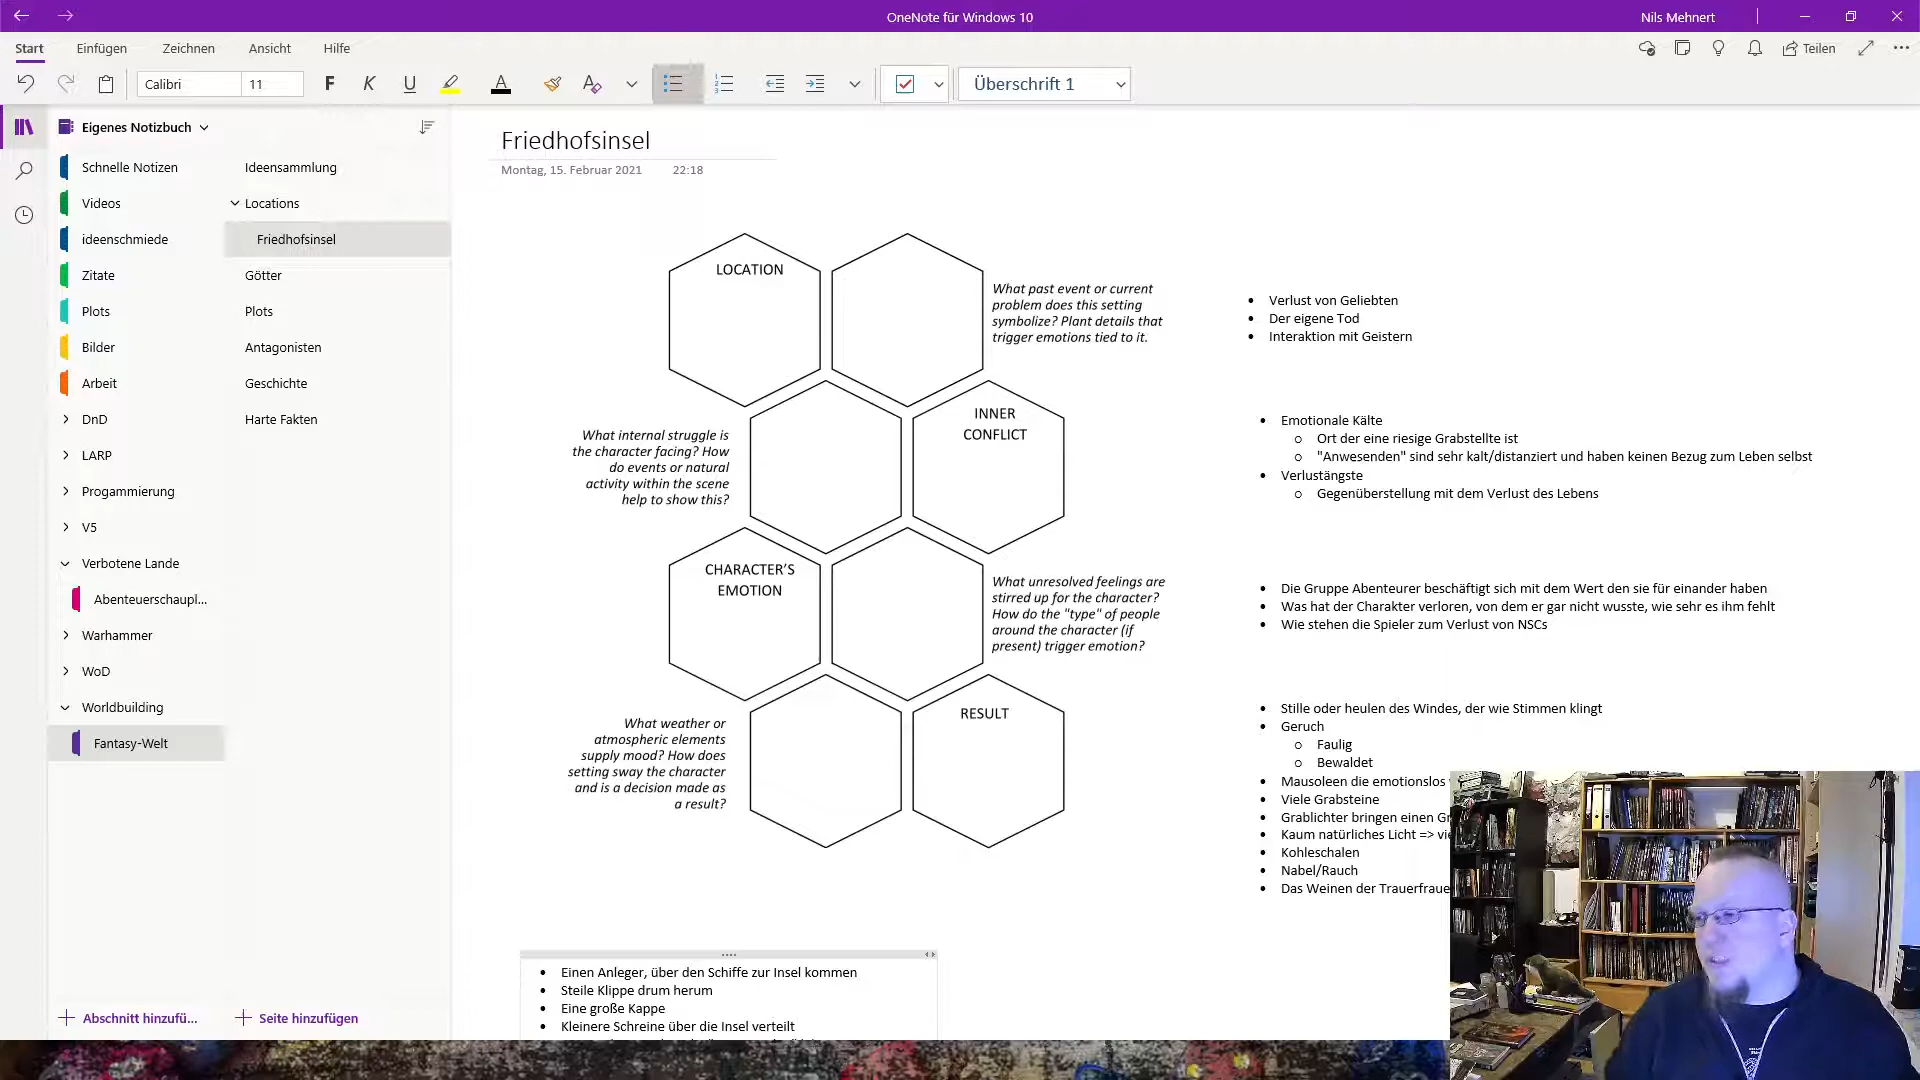 OneNote für Windows 10
Nils Mehnert
Start
Einfügen
Zeichnen
Ansicht
Hilfe
Teilen
Calibri
11
F
K
U
A
Überschrift 1
Eigenes Notizbuch
Schnelle Notizen
Videos
ideenschmiede
Zitate
Plots
Bilder
Arbeit
DnD
LARP
Progammierung
V5
Verbotene Lande
Abenteuerschaupl...
Warhammer
WoD
Worldbuilding
Fantasy-Welt
Abschnitt hinzufü...
Ideensammlung
Locations
Friedhofsinsel
Götter
Plots
Antagonisten
Geschichte
Harte Fakten
Seite hinzufügen
Friedhofsinsel
Montag, 15. Februar 2021 22:18
LOCATION
What past event or current
problem does this setting
symbolize? Plant details that
trigger emotions tied to it.
What internal struggle is
the character facing? How
do events or natural
activity within the scene
help to show this?
INNER
CONFLICT
CHARACTER'S
EMOTION
What unresolved feelings are
stirred up for the character?
How do the "type" of people
around the character (if
present) trigger emotion?
What weather or
atmospheric elements
supply mood? How does
setting sway the character
and is a decision made as
a result?
RESULT
Verlust von Geliebten
Der eigene Tod
Interaktion mit Geistern
Emotionale Kälte
Ort der eine riesige Grabstellte ist
"Anwesenden" sind sehr kalt/distanziert und haben keinen Bezug zum Leben selbst
Verlustängste
Gegenüberstellung mit dem Verlust des Lebens
Die Gruppe Abenteurer beschäftigt sich mit dem Wert den sie für einander haben
Was hat der Charakter verloren, von dem er gar nicht wusste, wie sehr es ihm fehlt
Wie stehen die Spieler zum Verlust von NSCs
Stille oder heulen des Windes, der wie Stimmen klingt
Geruch
Faulig
Bewaldet
Mausoleen die emotionslos
Viele Grabsteine
Grablichter bringen einen
Kaum natürliches Licht =>
Kohleschalen
Nabel/Rauch
Das Weinen der
Einen Anleger, über den Schiffe zur Insel kommen
Steile Klippe drum herum
Eine große Kappe
Kleinere Schreine über die Insel verteilt